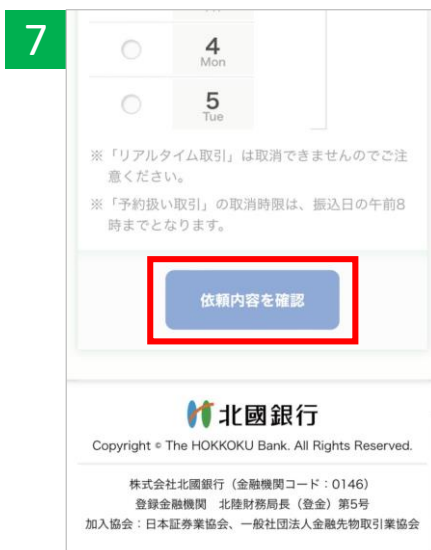 7
4
Mon
5
Tue
※「リアルタイム取引」は取消できませんのでご注
意ください。
※「予約扱い取引」の取消時限は、振込日の午前8
時までとなります。
依頼内容を確認
北國銀行
Copyright © The HOKKOKU Bank. All Rights Reserved.
株式会社北國銀行（金融機関コード：0146）
登録金融機関　北陸財務局長（登金）第5号
加入協会：日本証券業協会、一般社団法人金融先物取引業協会